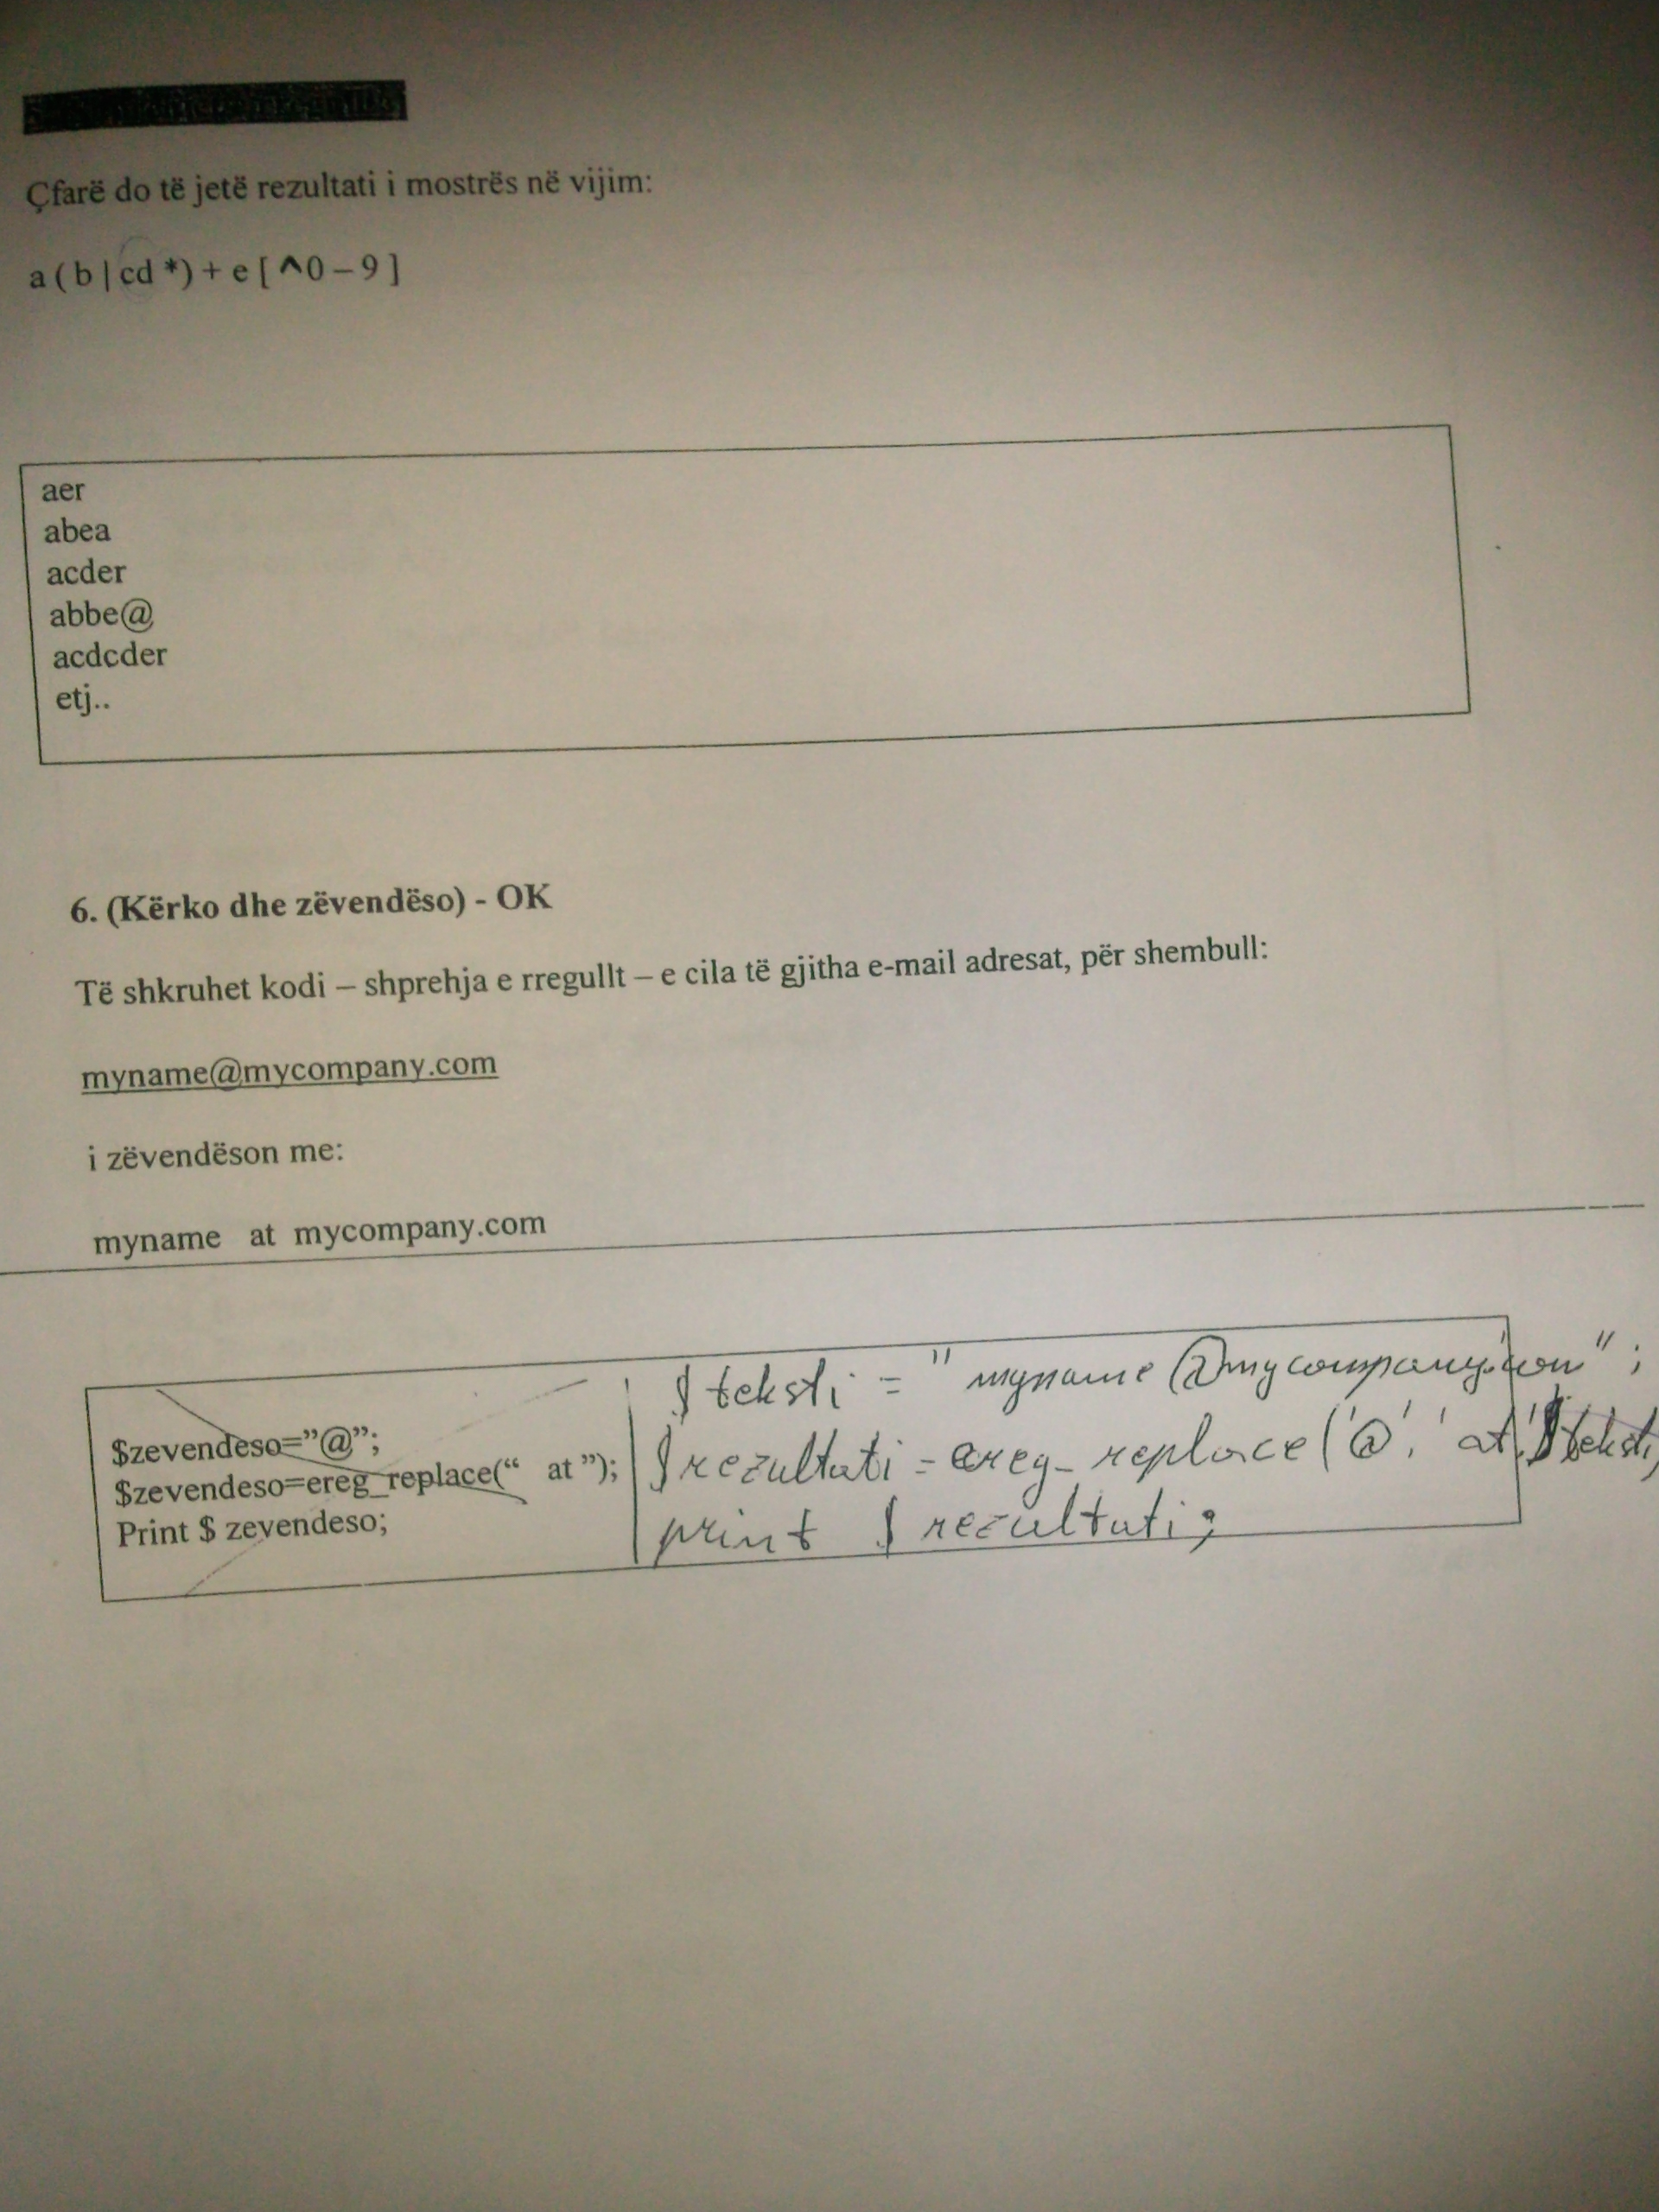 Çfarë do të jetë rezultati i mostrës në vijim:
a(b|cd*)+e[^0-9]
aer
abea
acder
abbe@
acdcder
etj..
6. (Kërko dhe zëvendëso) - OK
Të shkruhet kodi – shprehja e rregullt – e cila të gjitha e-mail adresat, për shembull:
myname@mycompany.com
i zëvendëson me:
myname at mycompany.com
$zevendeso=”@”;
$zevendeso=ereg_replace(“ at”);
Print $ zevendeso;
$teksti = "myname@mycompany.com";
$rezultati = ereg_replace('@',' at', $teksti)
print $rezultati;